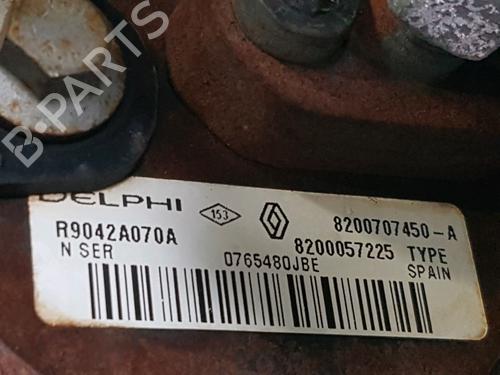 DELPHI
153
8200707450-A
R9042A070A
8200057225 TYPE
N SER
0765480JBE
SPAIN
B-PARTS